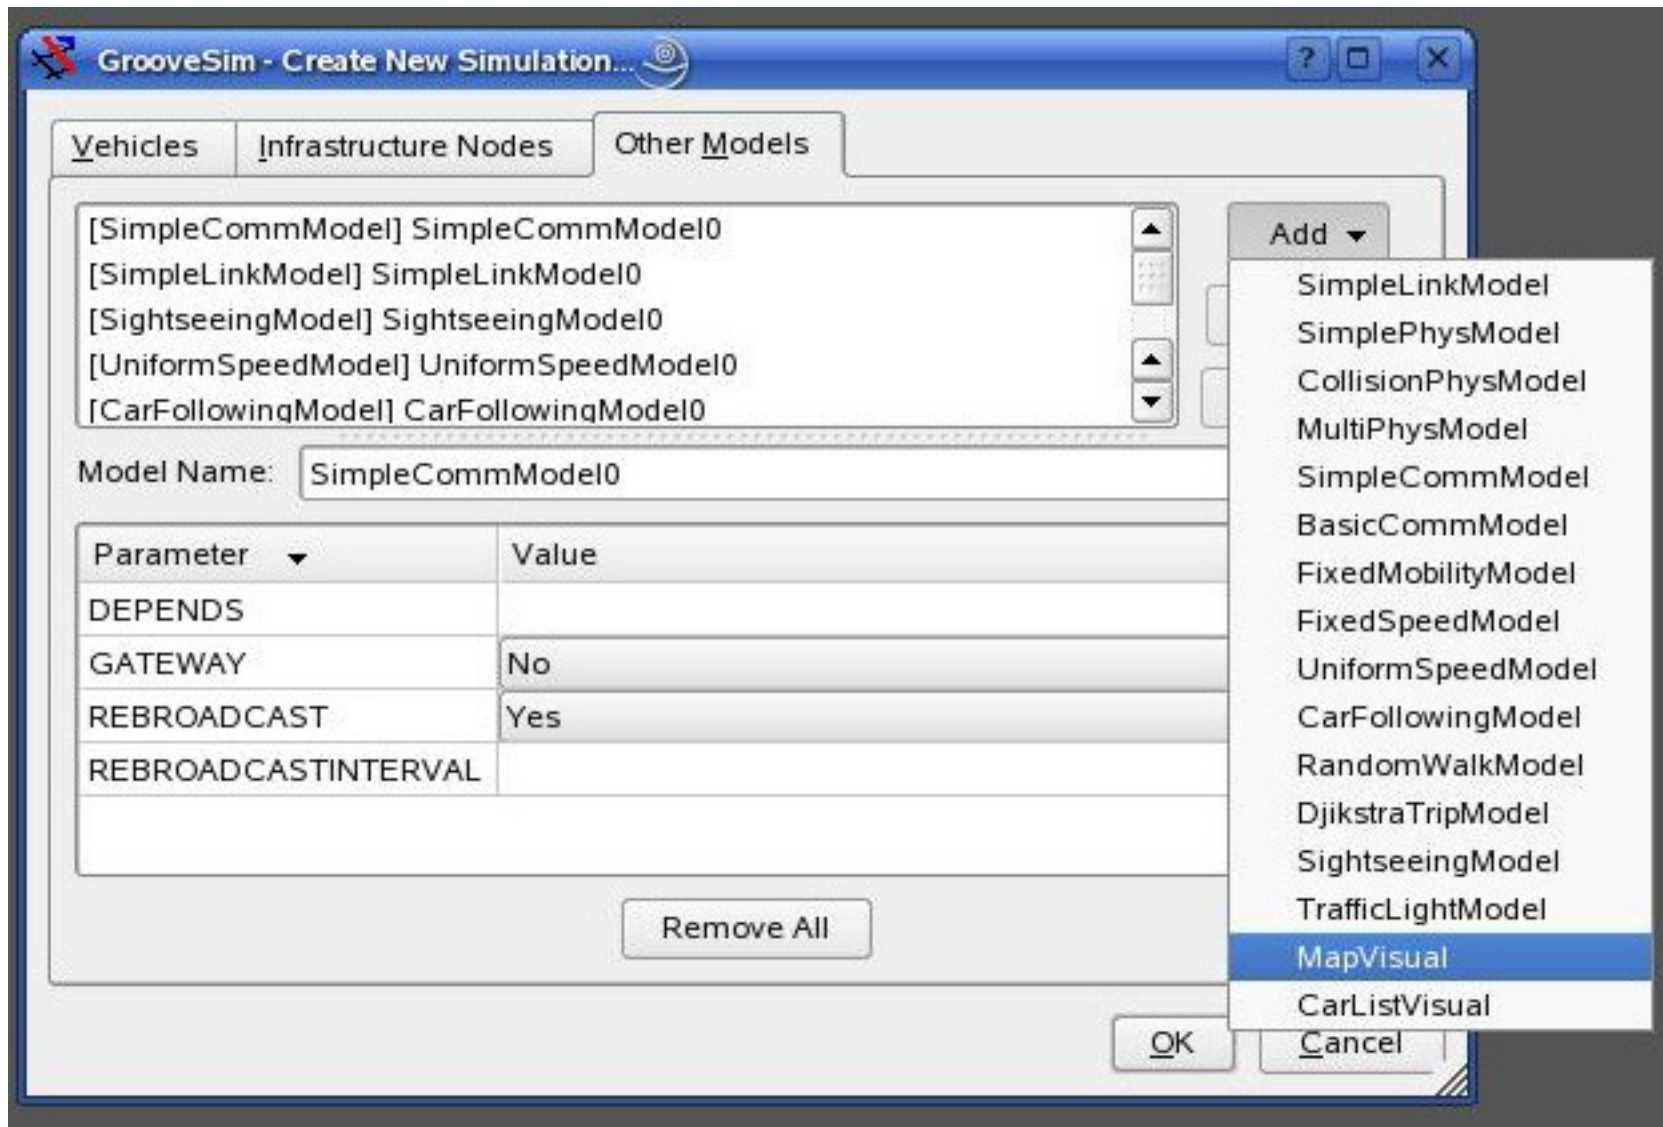 GrooveSim - Create New Simulation...
Vehicles
Infrastructure Nodes
Other Models
[SimpleCommModel] SimpleCommModel0
[SimpleLinkModel] SimpleLinkModel0
[SightseeingModel] SightseeingModel0
[UniformSpeedModel] UniformSpeedModel0
[CarFollowingModel] CarFollowingModel0
Add
SimpleLinkModel
SimplePhysModel
CollisionPhysModel
MultiPhysModel
SimpleCommModel
BasicCommModel
FixedMobilityModel
FixedSpeedModel
UniformSpeedModel
CarFollowingModel
RandomWalkModel
DjikstraTripModel
SightseeingModel
TrafficLightModel
MapVisual
CarListVisual
Model Name: SimpleCommModel0
Parameter Value
DEPENDS
GATEWAY No
REBROADCAST Yes
REBROADCASTINTERVAL
Remove All
OK
Cancel